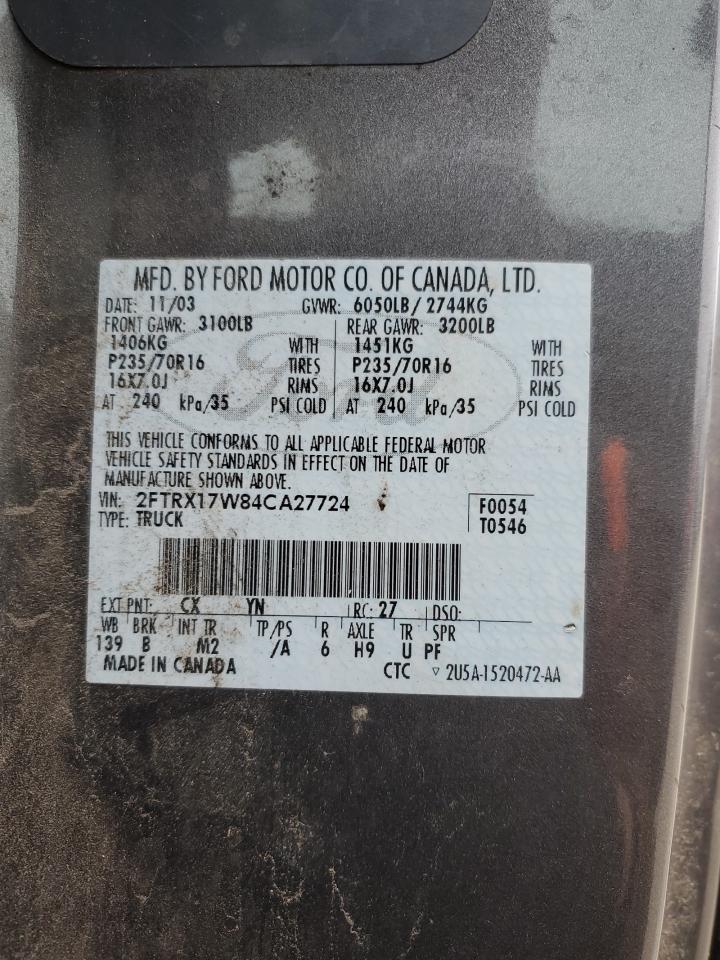 MFD. BY FORD MOTOR CO. OF CANADA, LTD.
DATE: 11/03 GVWR: 6050LB/ 2744KG
FRONT GAWR: 3100LB REAR GAWR: 3200LB
1406KG WITH 1451KG WITH
P235/70R16 TIRES P235/70R16 TIRES
16X7.0J RIMS 16X7.0J RIMS
AT 240 kPa/35 PSI COLD AT 240 kPa/35 PSI COLD
Ford
THIS VEHICLE CONFORMS TO ALL APPLICABLE FEDERAL MOTOR
VEHICLE SAFETY STANDARDS IN EFFECT ON THE DATE OF
MANUFACTURE SHOWN ABOVE.
VIN: 2FTRX17W84CA27724 F0054
TYPE: TRUCK T0546
EXT PNT: CX YN RC: 27 DSO:
WB BRK INT TR TP/PS R AXLE TR SPR
139 B M2 /A 6 H9 U PF
MADE IN CANADA CTC ▽ 2U5A-1520472-AA